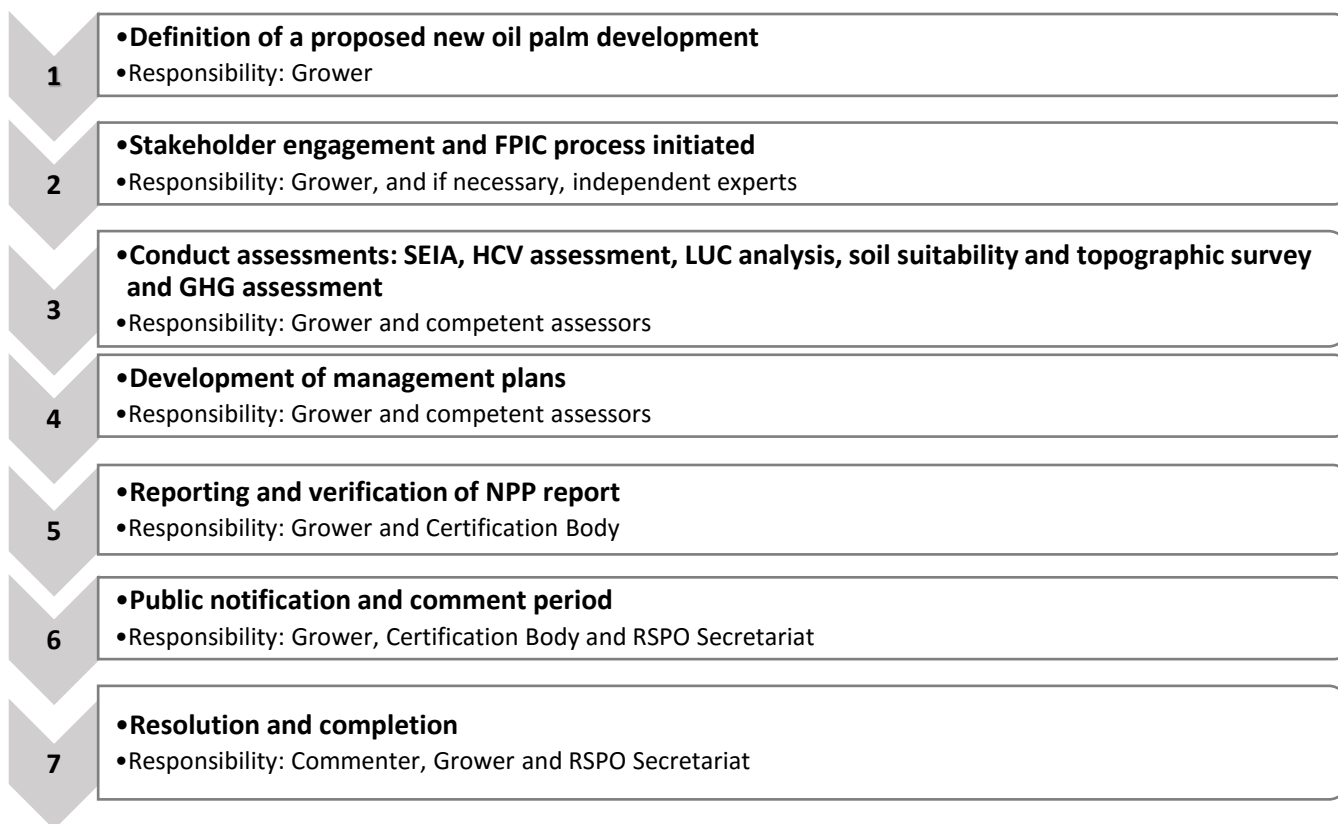 1
•Definition of a proposed new oil palm development
•Responsibility: Grower
2
•Stakeholder engagement and FPIC process initiated
•Responsibility: Grower, and if necessary, independent experts
3
•Conduct assessments: SEIA, HCV assessment, LUC analysis, soil suitability and topographic survey
and GHG assessment
•Responsibility: Grower and competent assessors
4
•Development of management plans
•Responsibility: Grower and competent assessors
5
•Reporting and verification of NPP report
•Responsibility: Grower and Certification Body
6
•Public notification and comment period
•Responsibility: Grower, Certification Body and RSPO Secretariat
7
•Resolution and completion
•Responsibility: Commenter, Grower and RSPO Secretariat